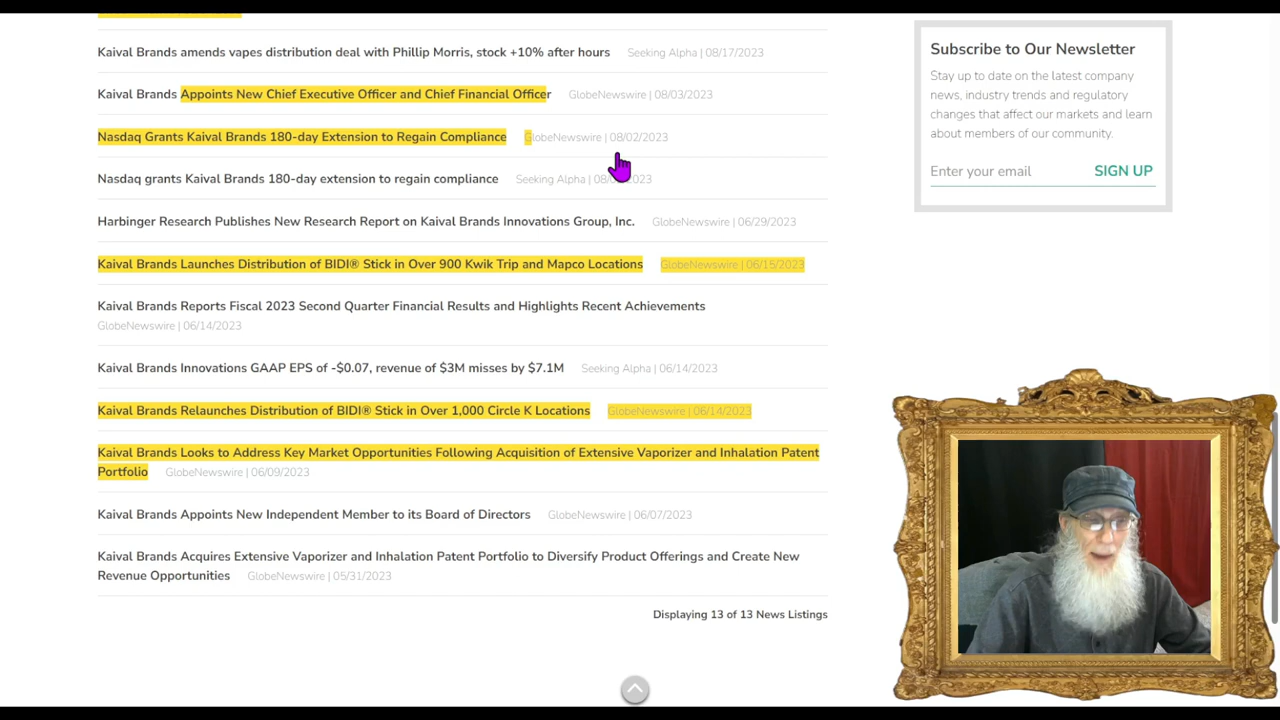 Kaival Brands amends vapes distribution deal with Phillip Morris, stock +10% after hours Seeking Alpha | 08/17/2023
Kaival Brands Appoints New Chief Executive Officer and Chief Financial Officer GlobeNewswire | 08/03/2023
Nasdaq Grants Kaival Brands 180-day Extension to Regain Compliance GlobeNewswire | 08/02/2023
Nasdaq grants Kaival Brands 180-day extension to regain compliance Seeking Alpha |
Harbinger Research Publishes New Research Report on Kaival Brands Innovations Group, Inc. GlobeNewswire | 06/29/2023
Kaival Brands Launches Distribution of BIDI® Stick in Over 900 Kwik Trip and Mapco Locations GlobeNewswire | 06/15/2023
Kaival Brands Reports Fiscal 2023 Second Quarter Financial Results and Highlights Recent Achievements
GlobeNewswire | 06/14/2023
Kaival Brands Innovations GAAP EPS of -$0.07, revenue of $3M misses by $7.1M Seeking Alpha | 06/14/2023
Kaival Brands Relaunches Distribution of BIDI® Stick in Over 1,000 Circle K Locations GlobeNewswire | 06/14/2023
Kaival Brands Looks to Address Key Market Opportunities Following Acquisition of Extensive Vaporizer and Inhalation Patent
Portfolio GlobeNewswire | 06/09/2023
Kaival Brands Appoints New Independent Member to its Board of Directors GlobeNewswire | 06/07/2023
Kaival Brands Acquires Extensive Vaporizer and Inhalation Patent Portfolio to Diversify Product Offerings and Create New
Revenue Opportunities GlobeNewswire | 05/31/2023
Displaying 13 of 13 News Listings
Subscribe to Our Newsletter
Stay up to date on the latest company
news, industry trends and regulatory
changes that affect our markets and learn
about members of our community.
Enter your email SIGN UP